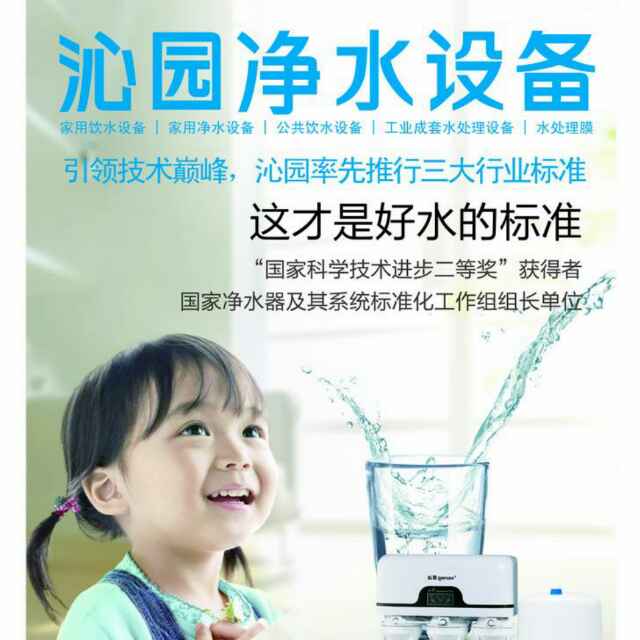 沁园净水设备
家用饮水设备 | 家用净水设备 | 公共饮水设备 | 工业成套水处理设备 | 水处理膜
引领技术巅峰，沁园率先推行三大行业标准
这才是好水的标准
“国家科学技术进步二等奖”获得者
国家净水器及其系统标准化工作组组长单位